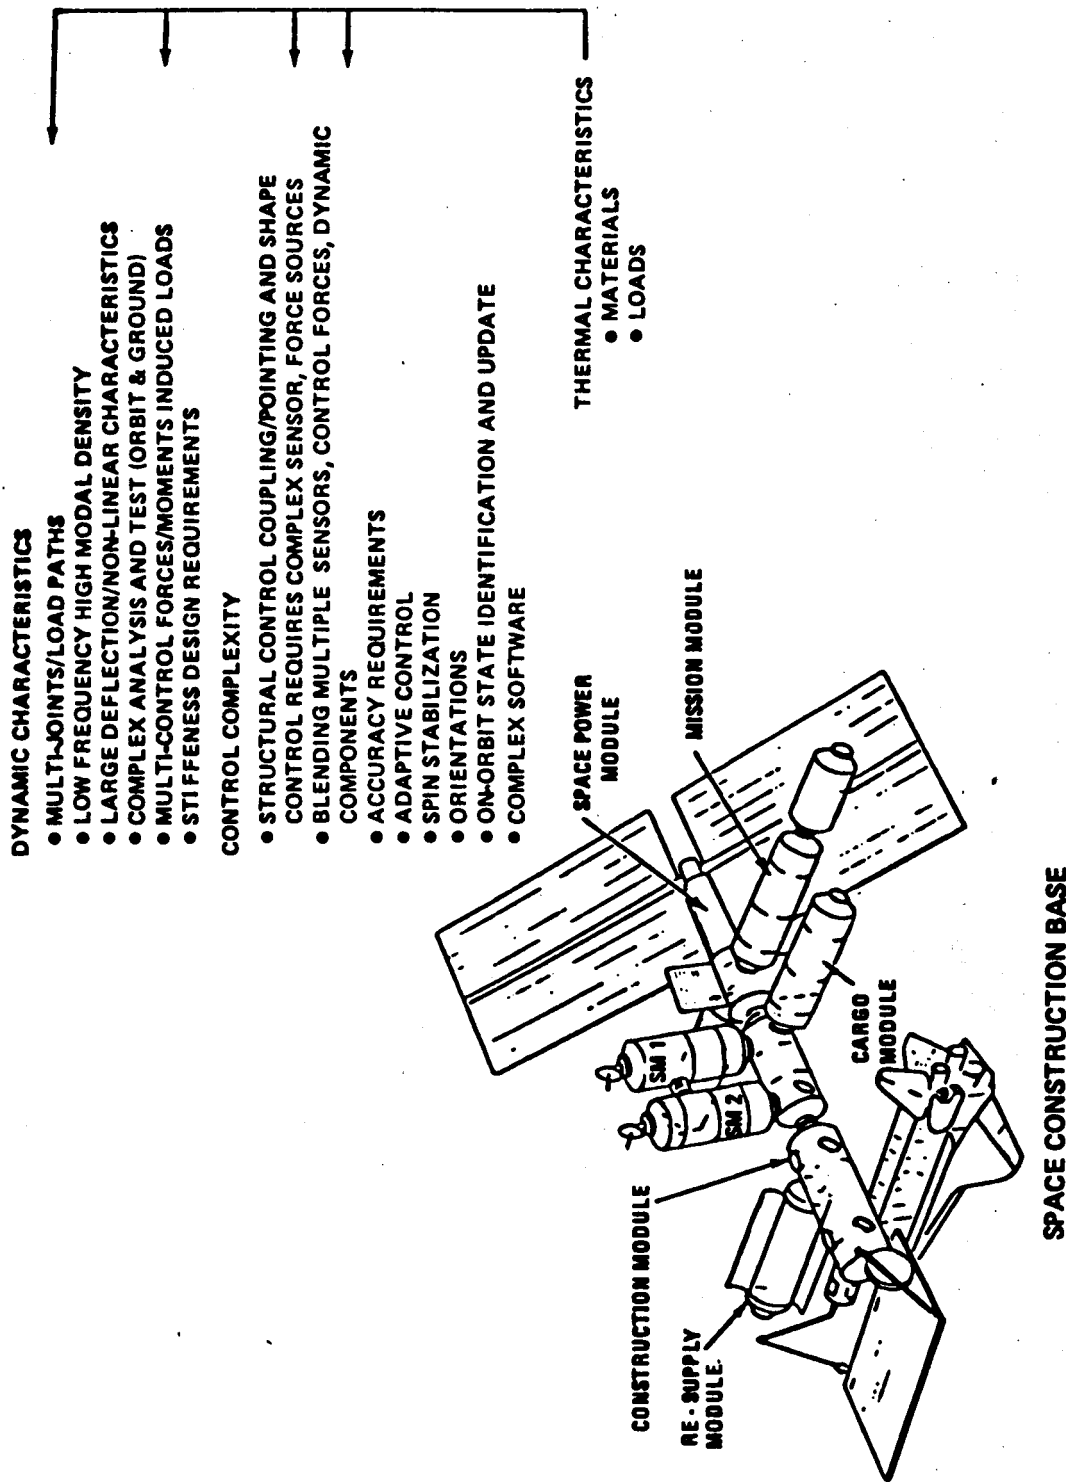 DYNAMIC CHARACTERISTICS
● MULTI-JOINTS/LOAD PATHS
● LOW FREQUENCY HIGH MODAL DENSITY
● LARGE DEFLECTION/NON-LINEAR CHARACTERISTICS
● COMPLEX ANALYSIS AND TEST (ORBIT & GROUND)
● MULTI-CONTROL FORCES/MOMENTS INDUCED LOADS
● STIFFENESS DESIGN REQUIREMENTS
CONTROL COMPLEXITY
● STRUCTURAL CONTROL COUPLING/POINTING AND SHAPE
CONTROL REQUIRES COMPLEX SENSOR, FORCE SOURCES
● BLENDING MULTIPLE SENSORS, CONTROL FORCES, DYNAMIC
COMPONENTS
● ACCURACY REQUIREMENTS
● ADAPTIVE CONTROL
● SPIN STABILIZATION
● ORIENTATIONS
● ON-ORBIT STATE IDENTIFICATION AND UPDATE
● COMPLEX SOFTWARE
THERMAL CHARACTERISTICS
● MATERIALS
● LOADS
SPACE POWER
MODULE
MISSION MODULE
SM 1
SM 2
CARGO
MODULE
CONSTRUCTION MODULE
RE-SUPPLY
MODULE
SPACE CONSTRUCTION BASE